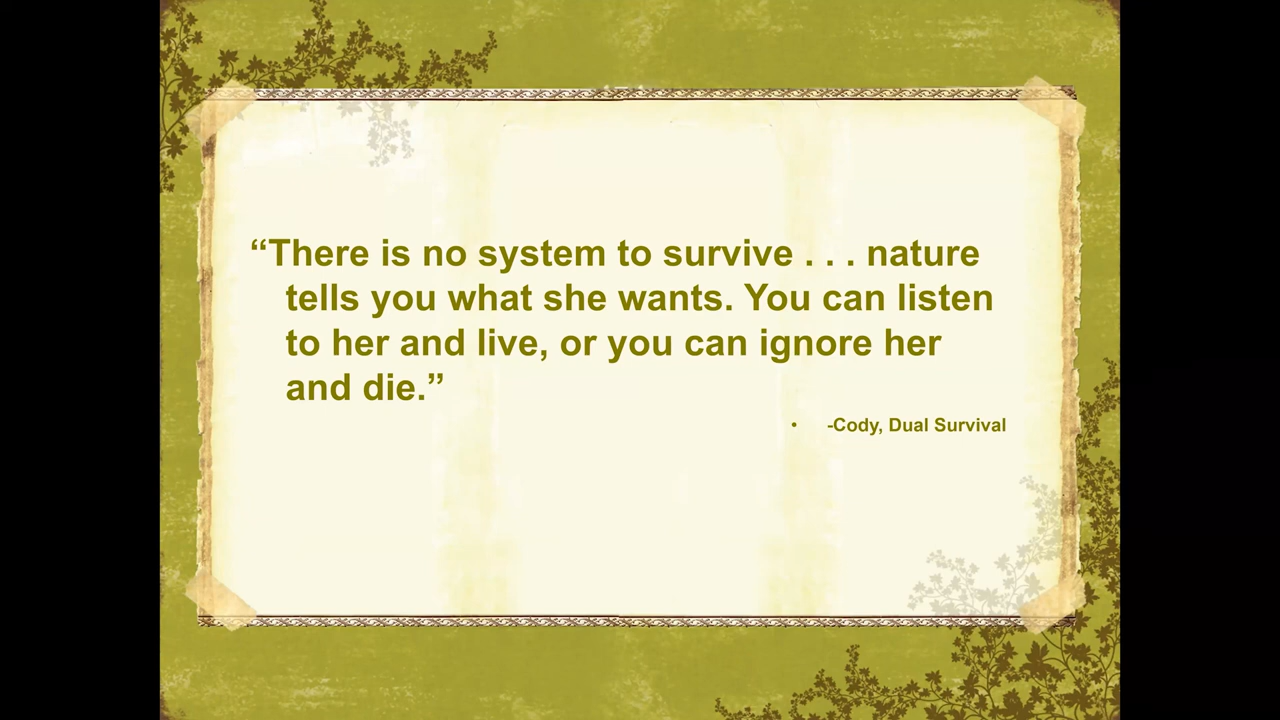 “There is no system to survive . . . nature
tells you what she wants. You can listen
to her and live, or you can ignore her
and die.”
• -Cody, Dual Survival